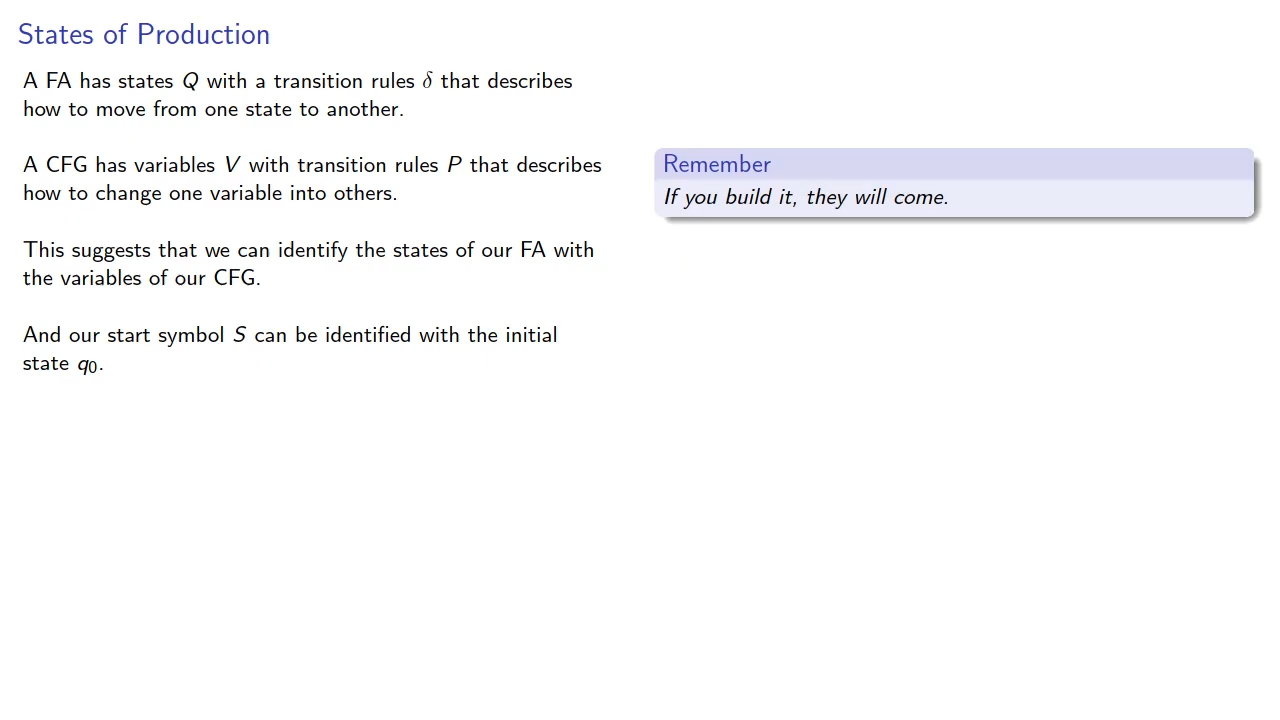 States of Production
A FA has states Q with a transition rules δ that describes
how to move from one state to another.
A CFG has variables V with transition rules P that describes
how to change one variable into others.
This suggests that we can identify the states of our FA with
the variables of our CFG.
And our start symbol S can be identified with the initial
state q₀.
Remember
If you build it, they will come.